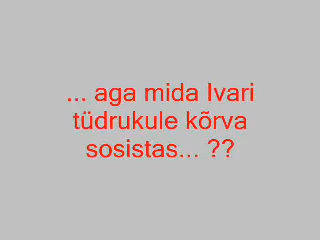 ... aga mida Ivari
tüdrukule kõrva
sosistas... ??